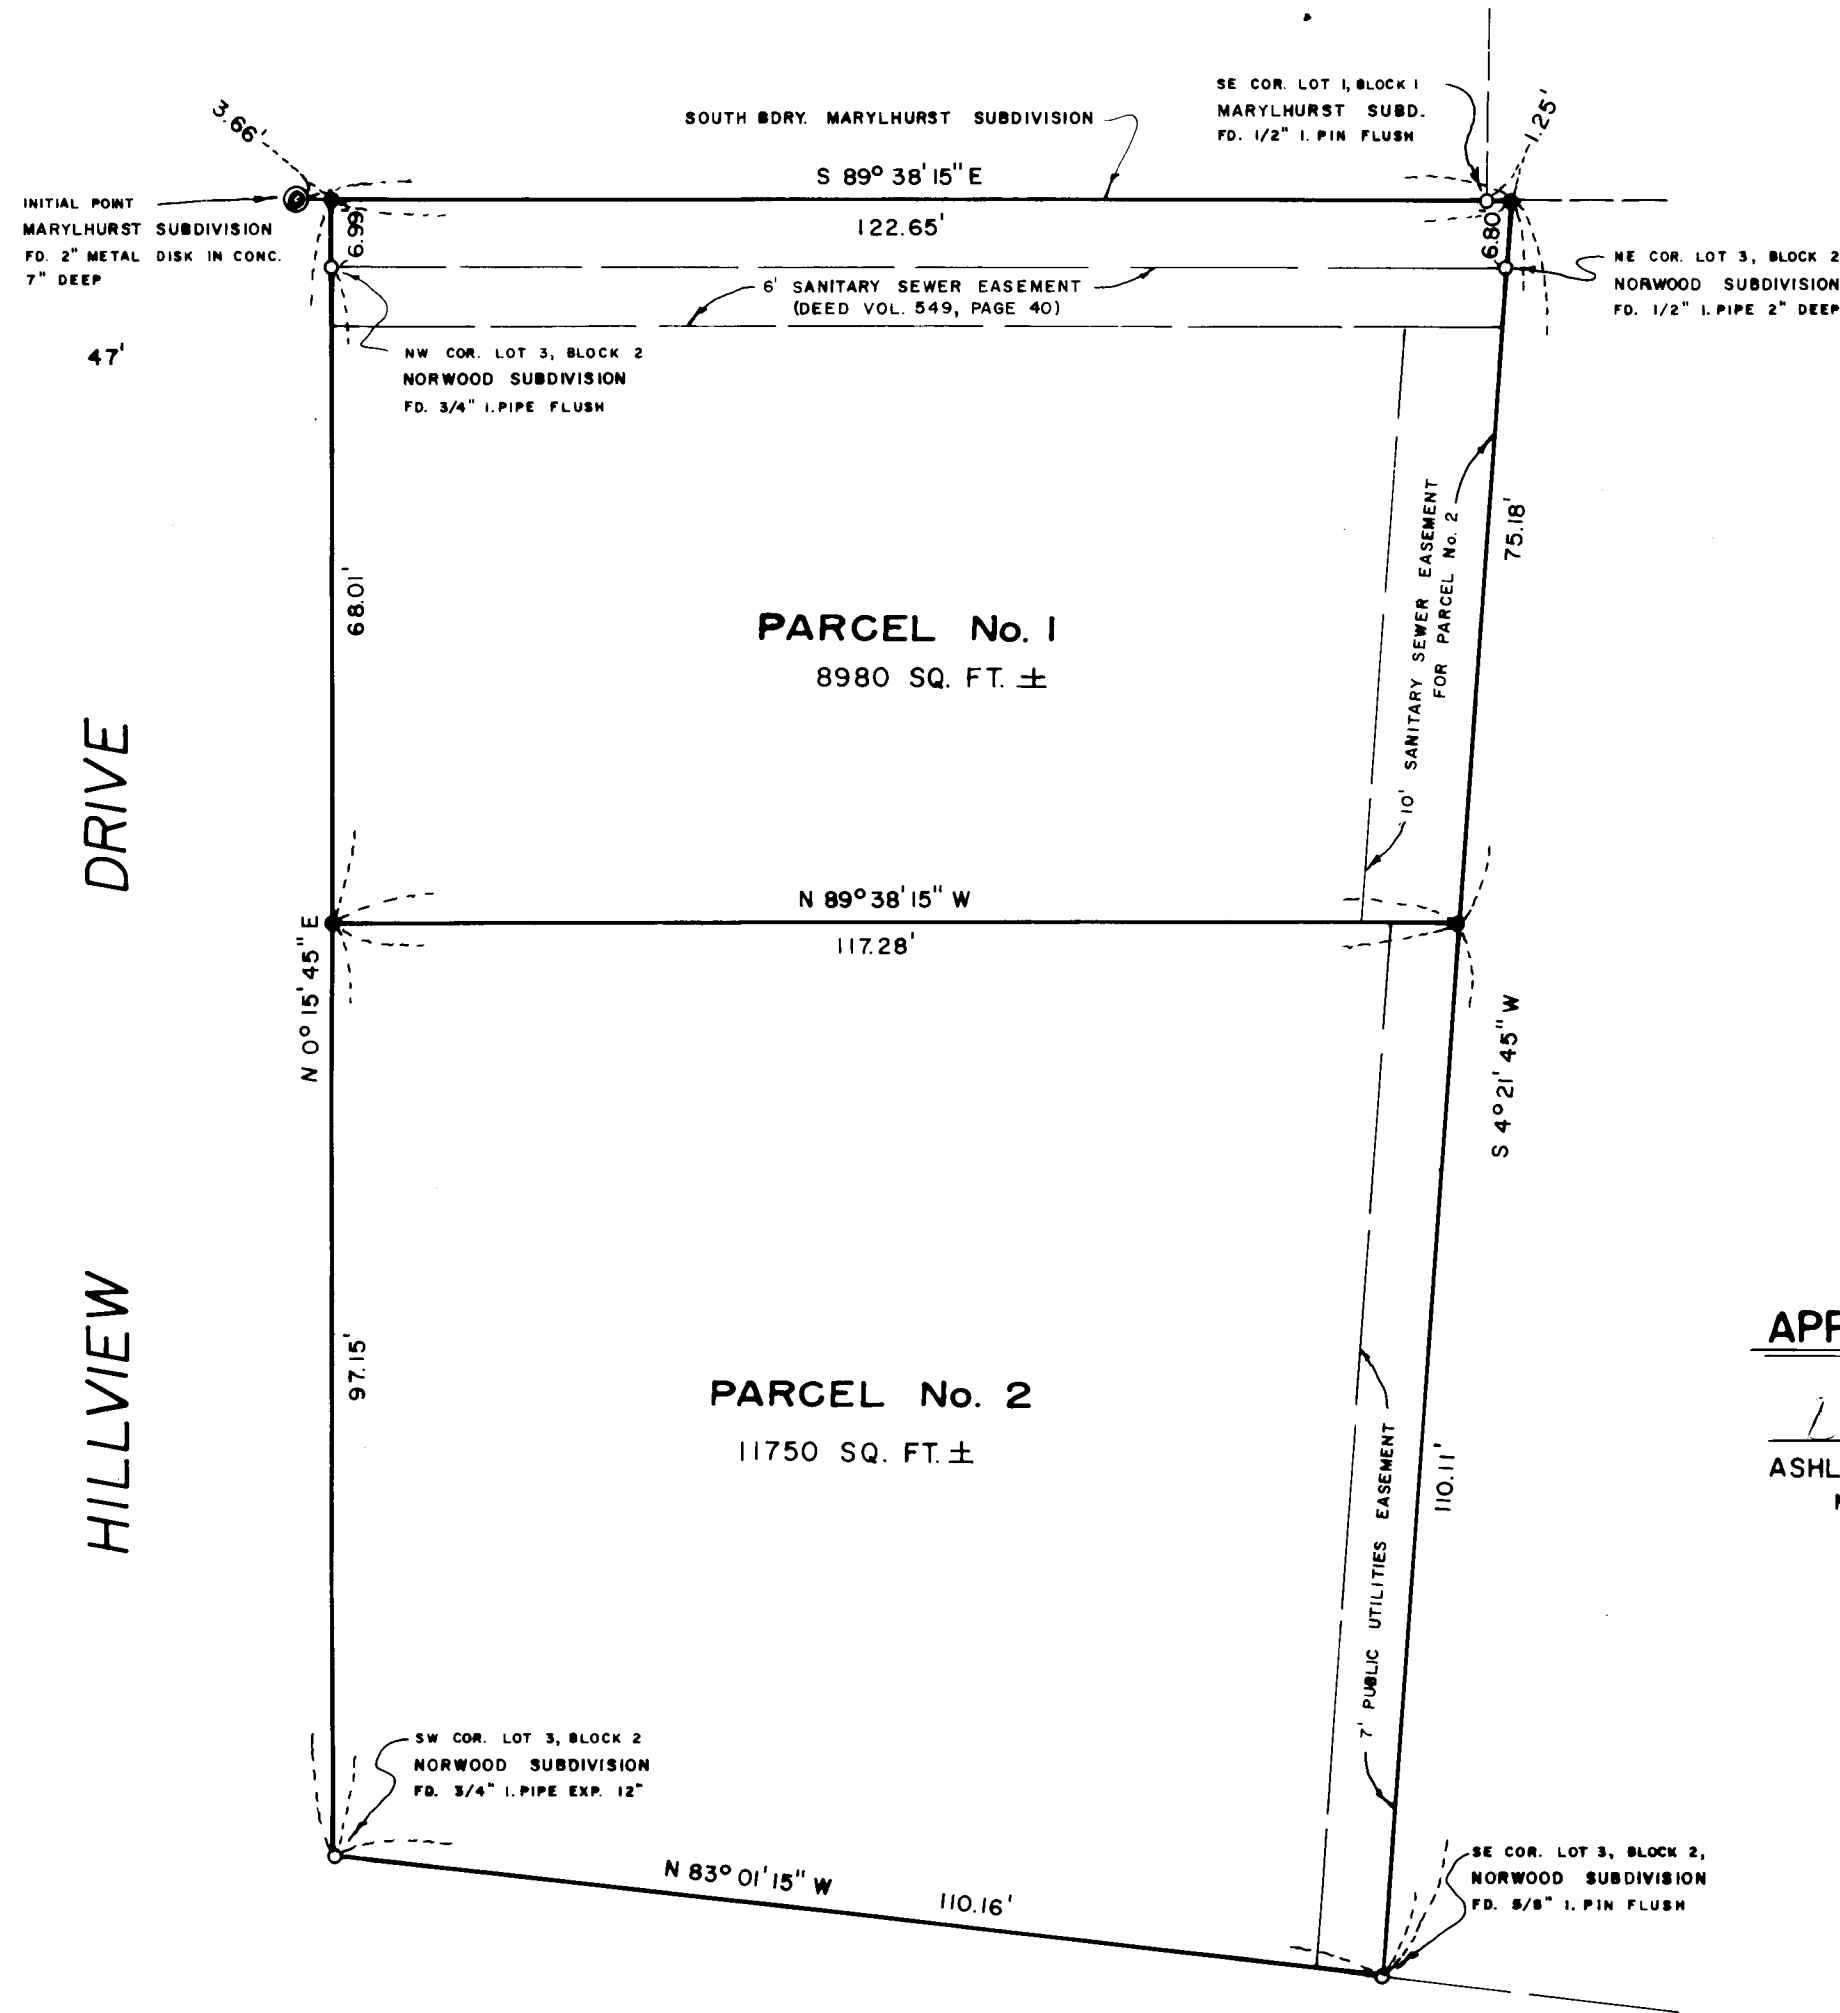 SE COR. LOT 1, BLOCK 1
MARYLHURST SUBD.
FD. 1/2" I. PIN FLUSH
3.66'
SOUTH BDRY. MARYLHURST SUBDIVISION
1.25'
S 89° 38' 15" E
122.65'
INITIAL POINT
MARYLHURST SUBDIVISION
FD. 2" METAL DISK IN CONC.
7" DEEP
6.99'
6.80'
NE COR. LOT 3, BLOCK 2
NORWOOD SUBDIVISION
FD. 1/2" I. PIPE 2" DEEP
6' SANITARY SEWER EASEMENT
(DEED VOL. 549, PAGE 40)
47'
NW COR. LOT 3, BLOCK 2
NORWOOD SUBDIVISION
FD. 3/4" I. PIPE FLUSH
68.01'
PARCEL No. 1
8980 SQ. FT. ±
10' SANITARY SEWER EASEMENT
FOR PARCEL No. 2
75.18'
N 89° 38' 15" W
117.28'
N 0° 15' 45" E
S 4° 21' 45" W
HILLVIEW DRIVE
97.15'
PARCEL No. 2
11750 SQ. FT. ±
7' PUBLIC UTILITIES EASEMENT
110.11'
APP
ASHL
SW COR. LOT 3, BLOCK 2
NORWOOD SUBDIVISION
FD. 3/4" I. PIPE EXP. 12"
N 83° 01' 15" W
110.16'
SE COR. LOT 3, BLOCK 2,
NORWOOD SUBDIVISION
FD. 5/8" I. PIN FLUSH